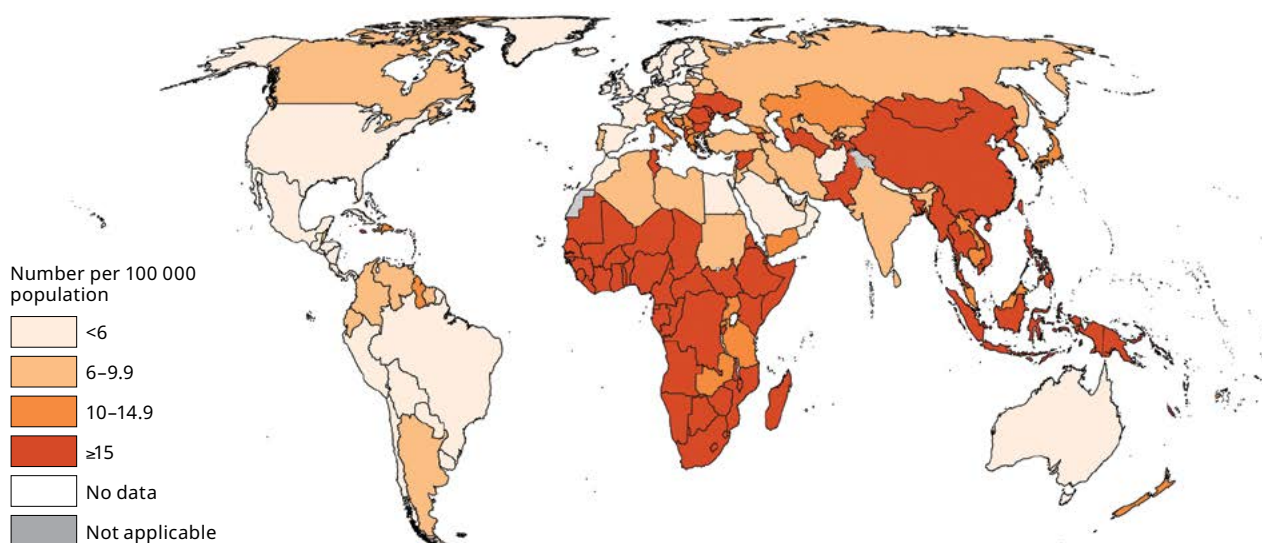 Number per 100 000
population
<6
6–9.9
10–14.9
≥15
No data
Not applicable